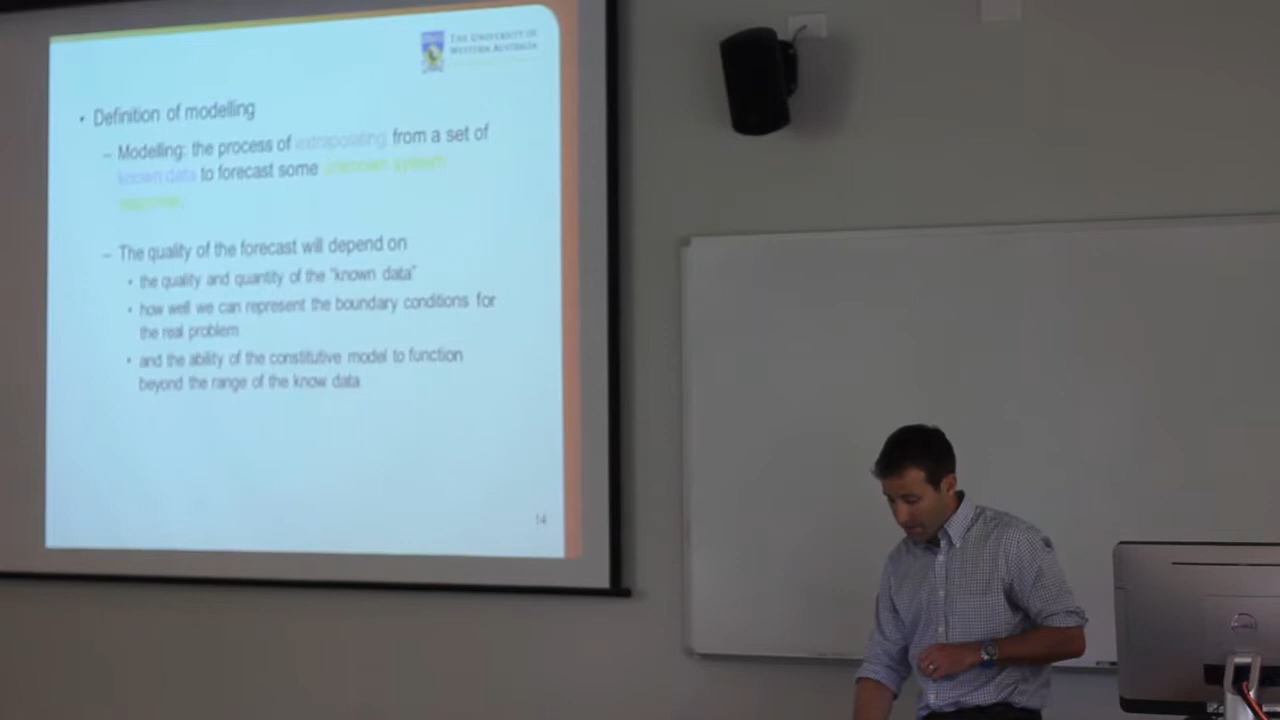 THE UNIVERSITY OF
WESTERN AUSTRALIA
• Definition of modelling
– Modelling: the process of extrapolating from a set of
known data to forecast some unknown system
response.
– The quality of the forecast will depend on
• the quality and quantity of the "known data"
• how well we can represent the boundary conditions for
the real problem
• and the ability of the constitutive model to function
beyond the range of the know data
14
DELL